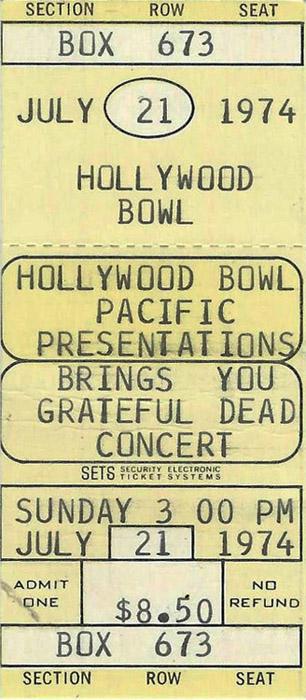 SECTION ROW SEAT
BOX 673
JULY 21 1974
HOLLYWOOD
BOWL
HOLLYWOOD BOWL
PACIFIC
PRESENTATIONS
BRINGS YOU
GRATEFUL DEAD
CONCERT
SETS SECURITY ELECTRONIC
TICKET SYSTEMS
SUNDAY 3 00 PM
JULY 21 1974
ADMIT NO
ONE REFUND
$8.50
BOX 673
SECTION ROW SEAT